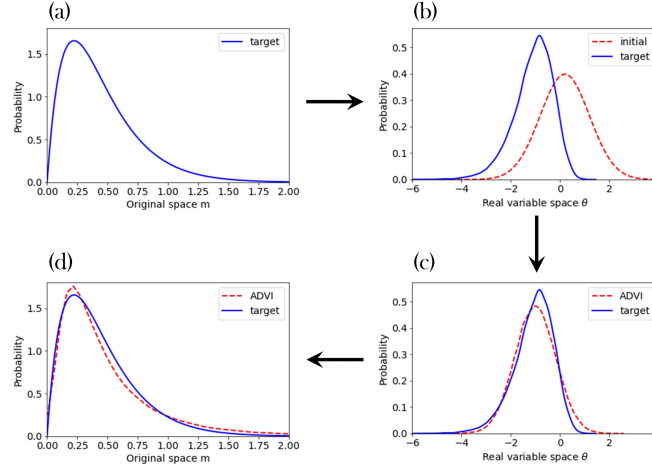 (a)
target
Probability
1.5
1.0
0.5
0.0
0.00 0.25 0.50 0.75 1.00 1.25 1.50 1.75 2.00
Original space m
(b)
initial
target
Probability
0.5
0.4
0.3
0.2
0.1
0.0
−6 −4 −2 0 2
Real variable space θ
(d)
ADVI
target
Probability
1.5
1.0
0.5
0.0
0.00 0.25 0.50 0.75 1.00 1.25 1.50 1.75 2.00
Original space m
(c)
ADVI
target
Probability
0.5
0.4
0.3
0.2
0.1
0.0
−6 −4 −2 0 2
Real variable space θ